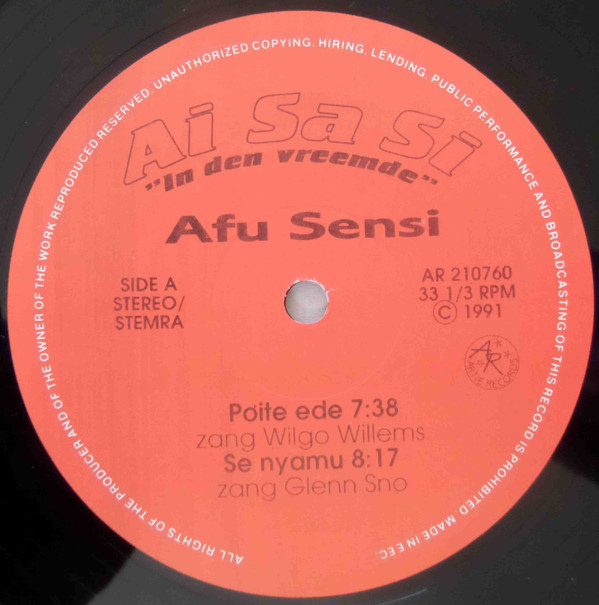 ALL RIGHTS OF THE PRODUCER AND OF THE OWNER OF THE WORK REPRODUCED RESERVED. UNAUTHORIZED COPYING, HIRING, LENDING, PUBLIC PERFORMANCE AND BROADCASTING OF THIS RECORD IS PROHIBITED MADE IN EEC
Ai Sa Si
"In den vreemde"
Afu Sensi
SIDE A
STEREO/
STEMRA
AR 210760
33 1/3 RPM
© 1991
AR
Poite ede 7:38
zang Wilgo Willems
Se nyamu 8:17
zang Glenn Sno